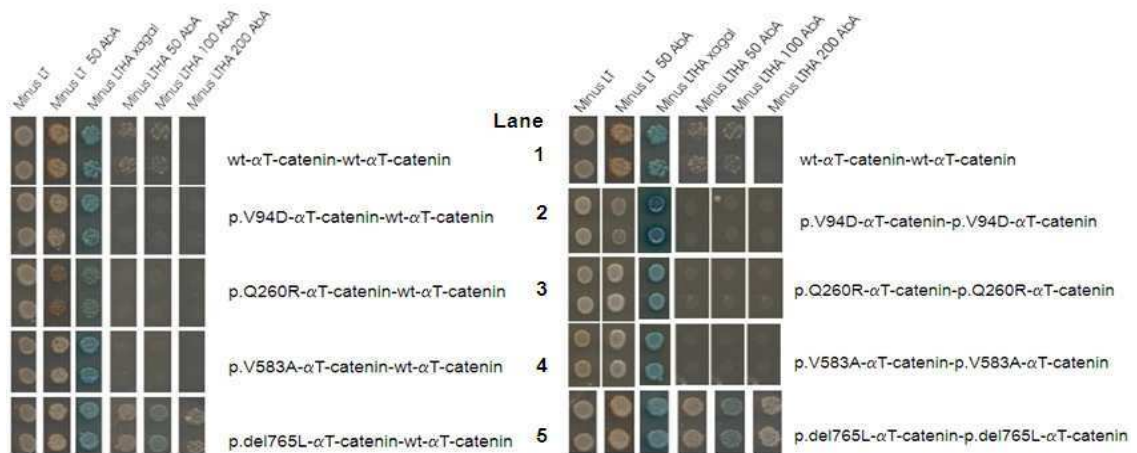 Minus LT
Minus LT 50 AbA
Minus LTHA xagal
Minus LTHA 50 AbA
Minus LTHA 100 AbA
Minus LTHA 200 AbA
Minus LT
Minus LT 50 AbA
Minus LTHA xagal
Minus LTHA 50 AbA
Minus LTHA 100 AbA
Minus LTHA 200 AbA
Lane
wt-αT-catenin-wt-αT-catenin 1 wt-αT-catenin-wt-αT-catenin
p.V94D-αT-catenin-wt-αT-catenin 2 p.V94D-αT-catenin-p.V94D-αT-catenin
p.Q260R-αT-catenin-wt-αT-catenin 3 p.Q260R-αT-catenin-p.Q260R-αT-catenin
p.V583A-αT-catenin-wt-αT-catenin 4 p.V583A-αT-catenin-p.V583A-αT-catenin
p.del765L-αT-catenin-wt-αT-catenin 5 p.del765L-αT-catenin-p.del765L-αT-catenin